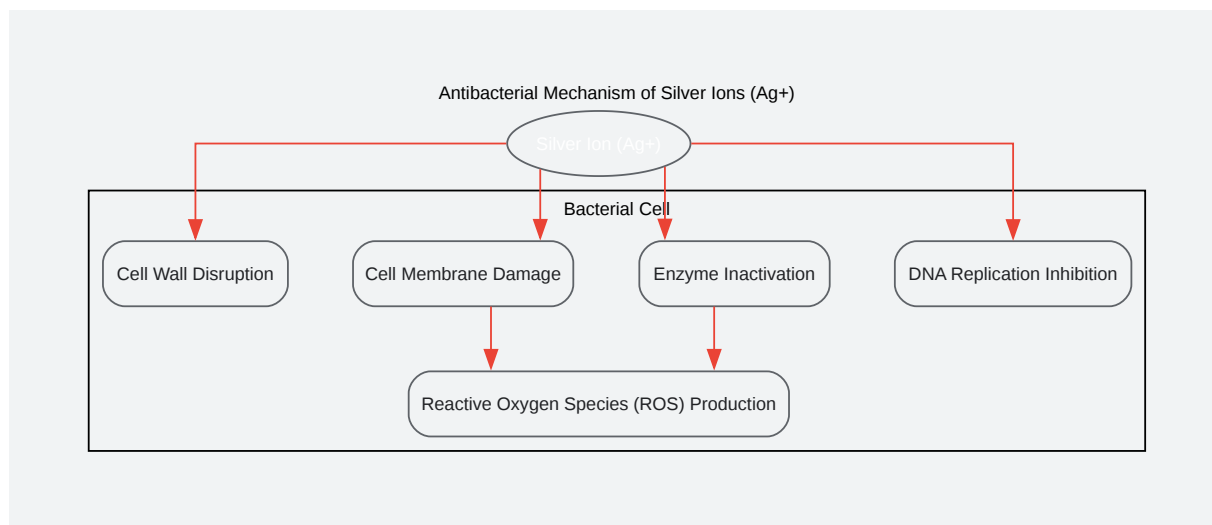 Antibacterial Mechanism of Silver Ions (Ag+)
Silver Ion (Ag+)
Bacterial Cell
Cell Wall Disruption
Cell Membrane Damage
Enzyme Inactivation
DNA Replication Inhibition
Reactive Oxygen Species (ROS) Production